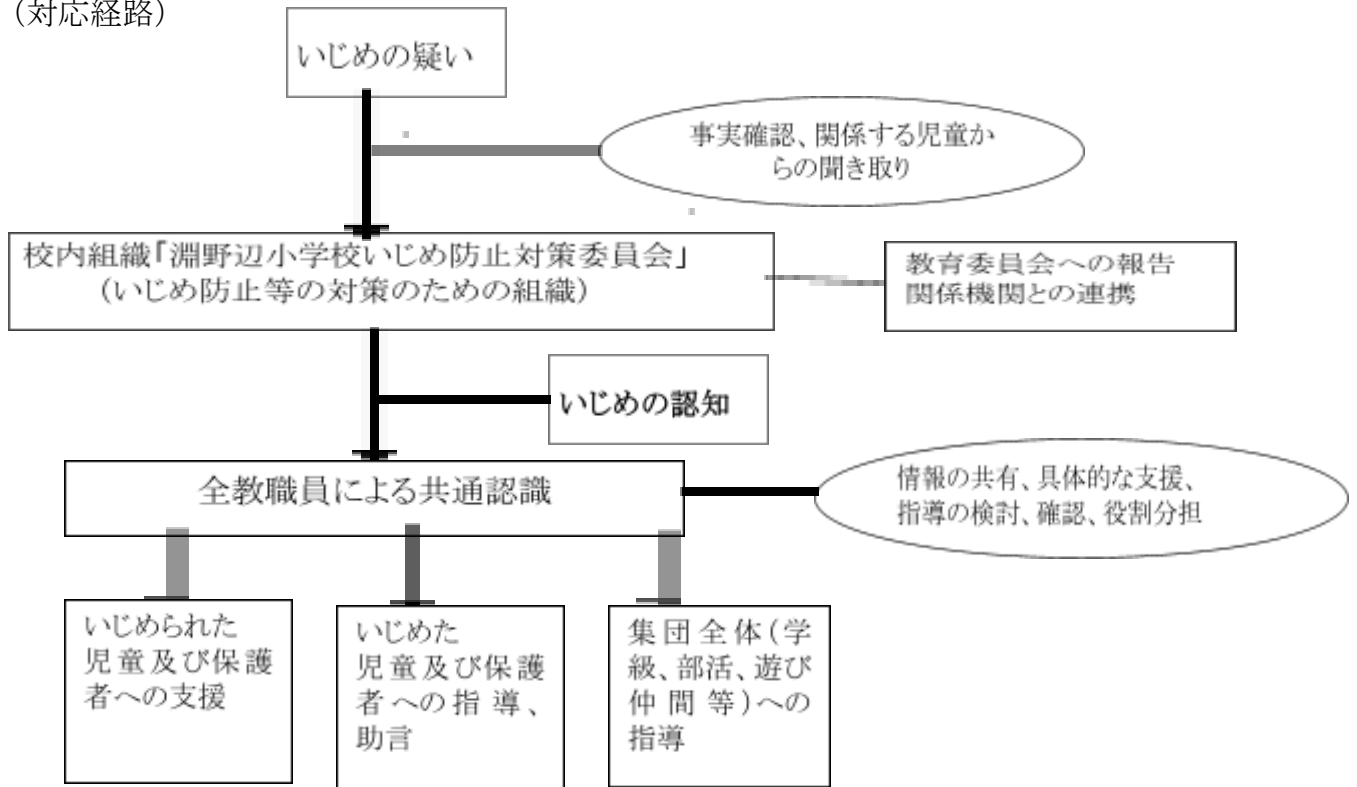 (対応経路)
いじめの疑い
事実確認、関係する児童か
らの聞き取り
校内組織「淵野辺小学校いじめ防止対策委員会」
(いじめ防止等の対策のための組織)
教育委員会への報告
関係機関との連携
いじめの認知
全教職員による共通認識
情報の共有、具体的な支援、
指導の検討、確認、役割分担
いじめられた
児童及び保護
者への支援
いじめた
児童及び保護
者への指導、
助言
集団全体(学
級、部活、遊び
仲間等)への
指導